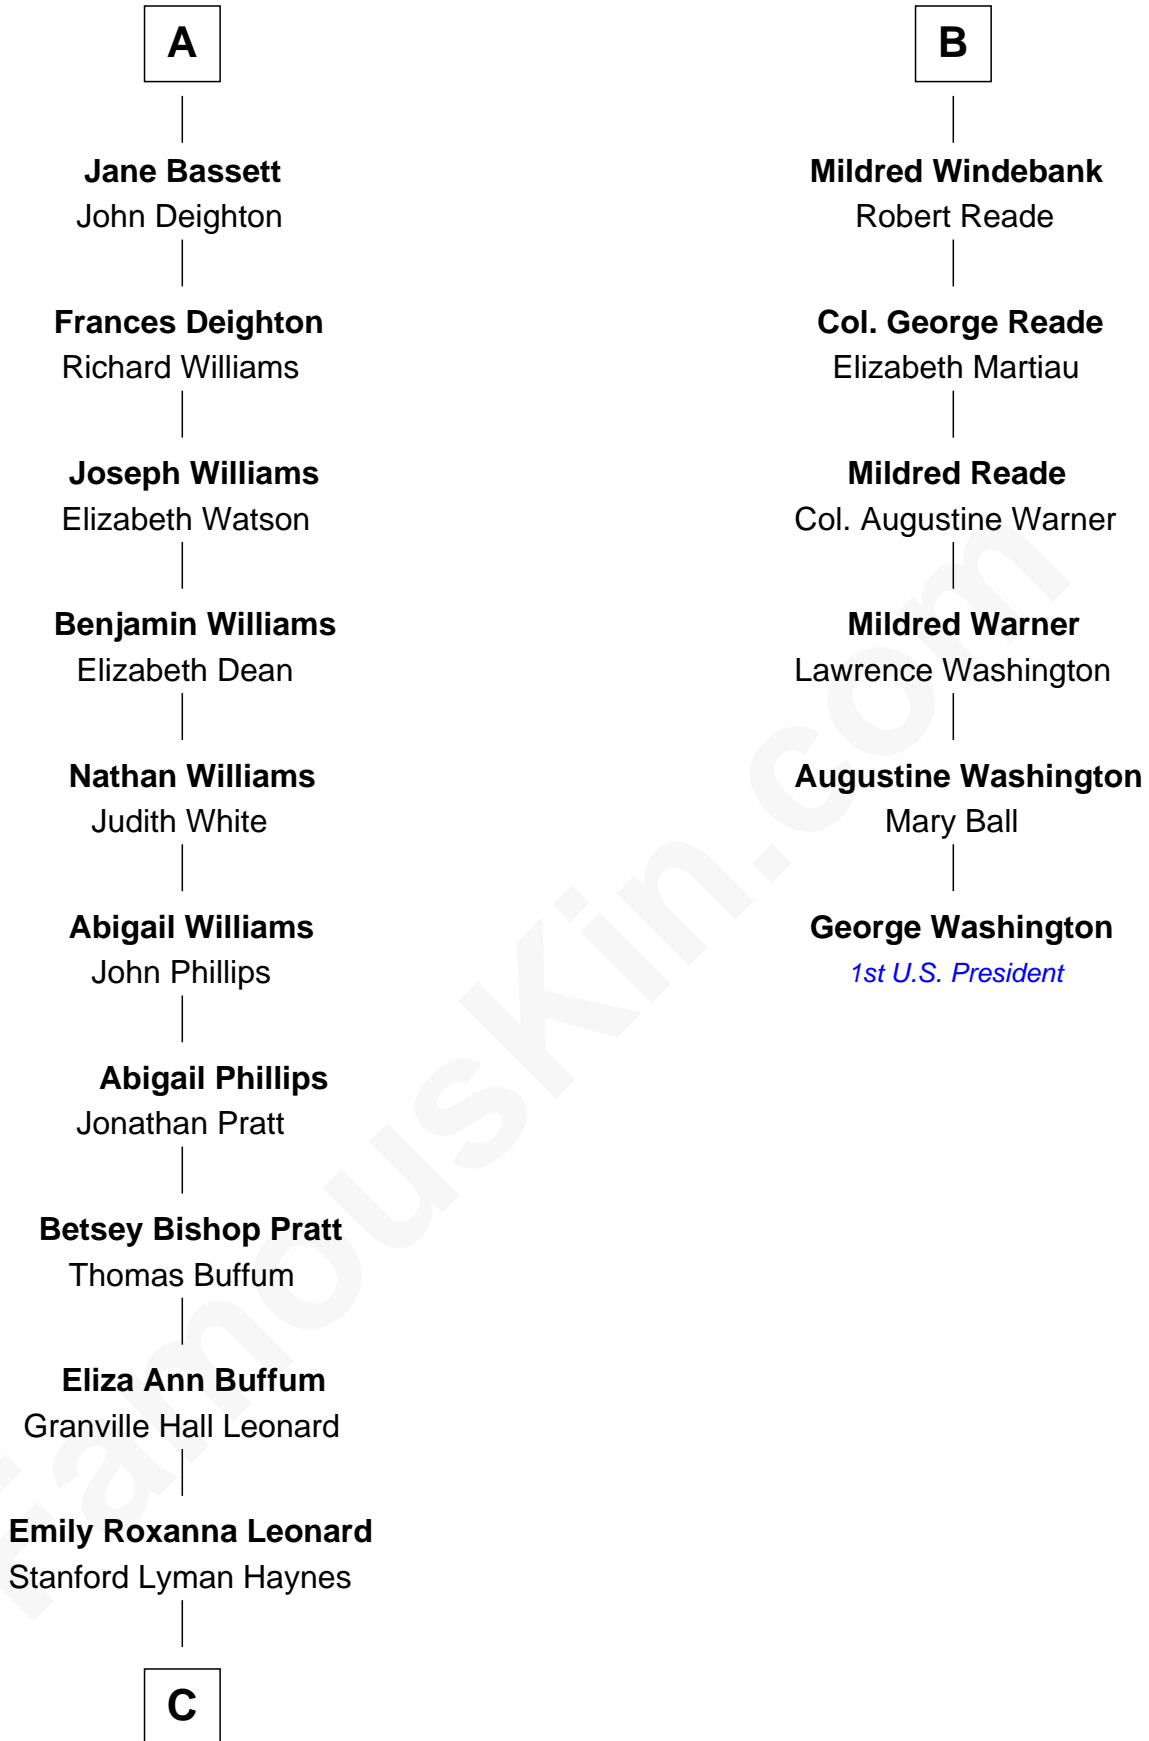 A
Jane Bassett
John Deighton
Frances Deighton
Richard Williams
Joseph Williams
Elizabeth Watson
Benjamin Williams
Elizabeth Dean
Nathan Williams
Judith White
Abigail Williams
John Phillips
Abigail Phillips
Jonathan Pratt
Betsey Bishop Pratt
Thomas Buffum
Eliza Ann Buffum
Granville Hall Leonard
Emily Roxanna Leonard
Stanford Lyman Haynes
C
B
Mildred Windebank
Robert Reade
Col. George Reade
Elizabeth Martiau
Mildred Reade
Col. Augustine Warner
Mildred Warner
Lawrence Washington
Augustine Washington
Mary Ball
George Washington
1st U.S. President
FamousKin.com